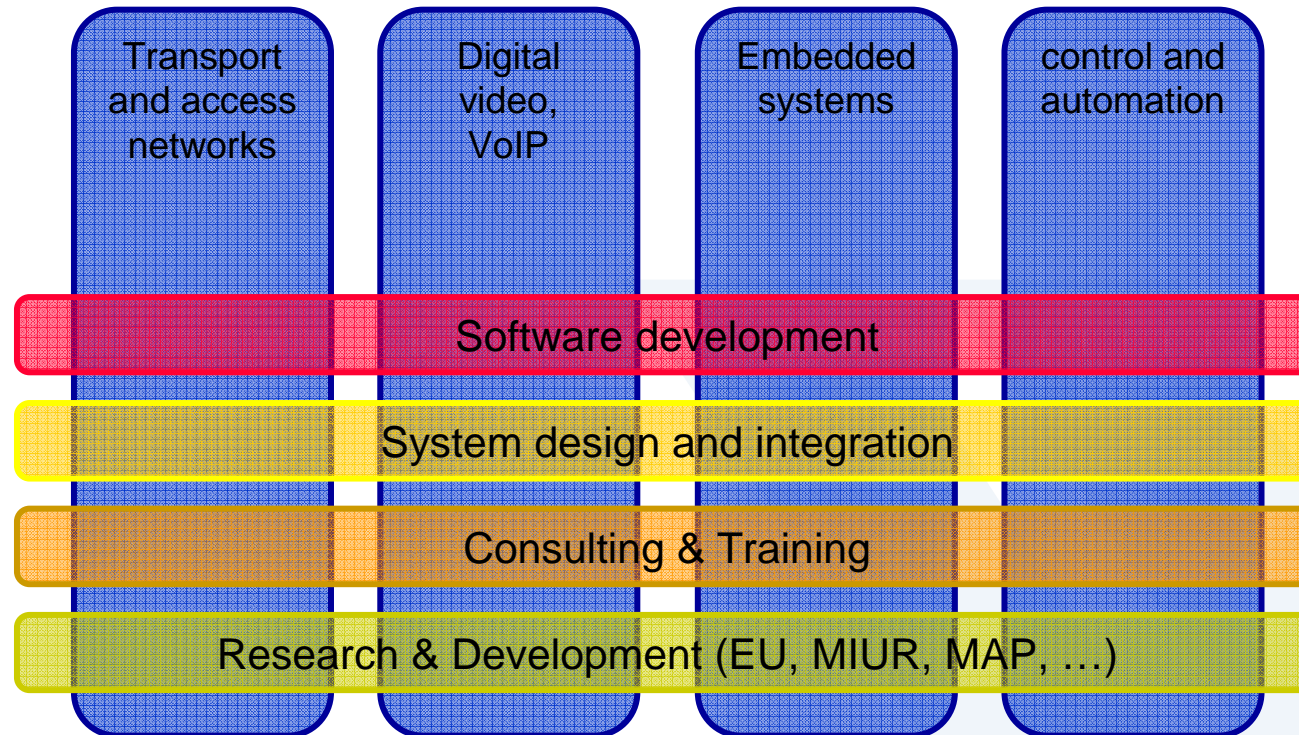 Transport
and access
networks
Digital
video,
VoIP
Embedded
systems
control and
automation
Software development
System design and integration
Consulting & Training
Research & Development (EU, MIUR, MAP, …)